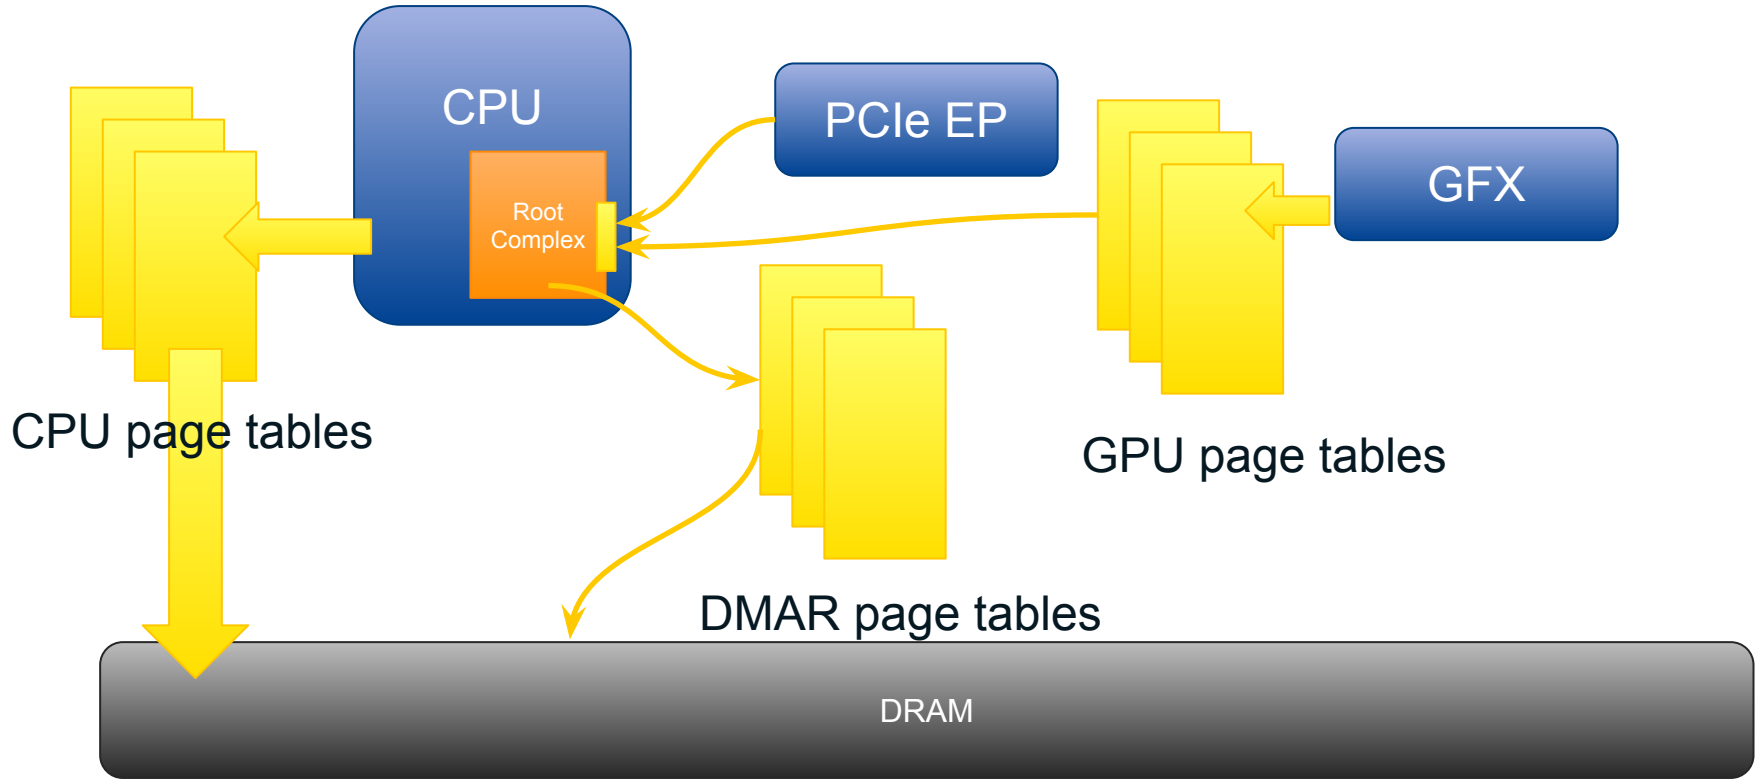 CPU
PCIe EP
GFX
Root
Complex
CPU page tables
GPU page tables
DMAR page tables
DRAM